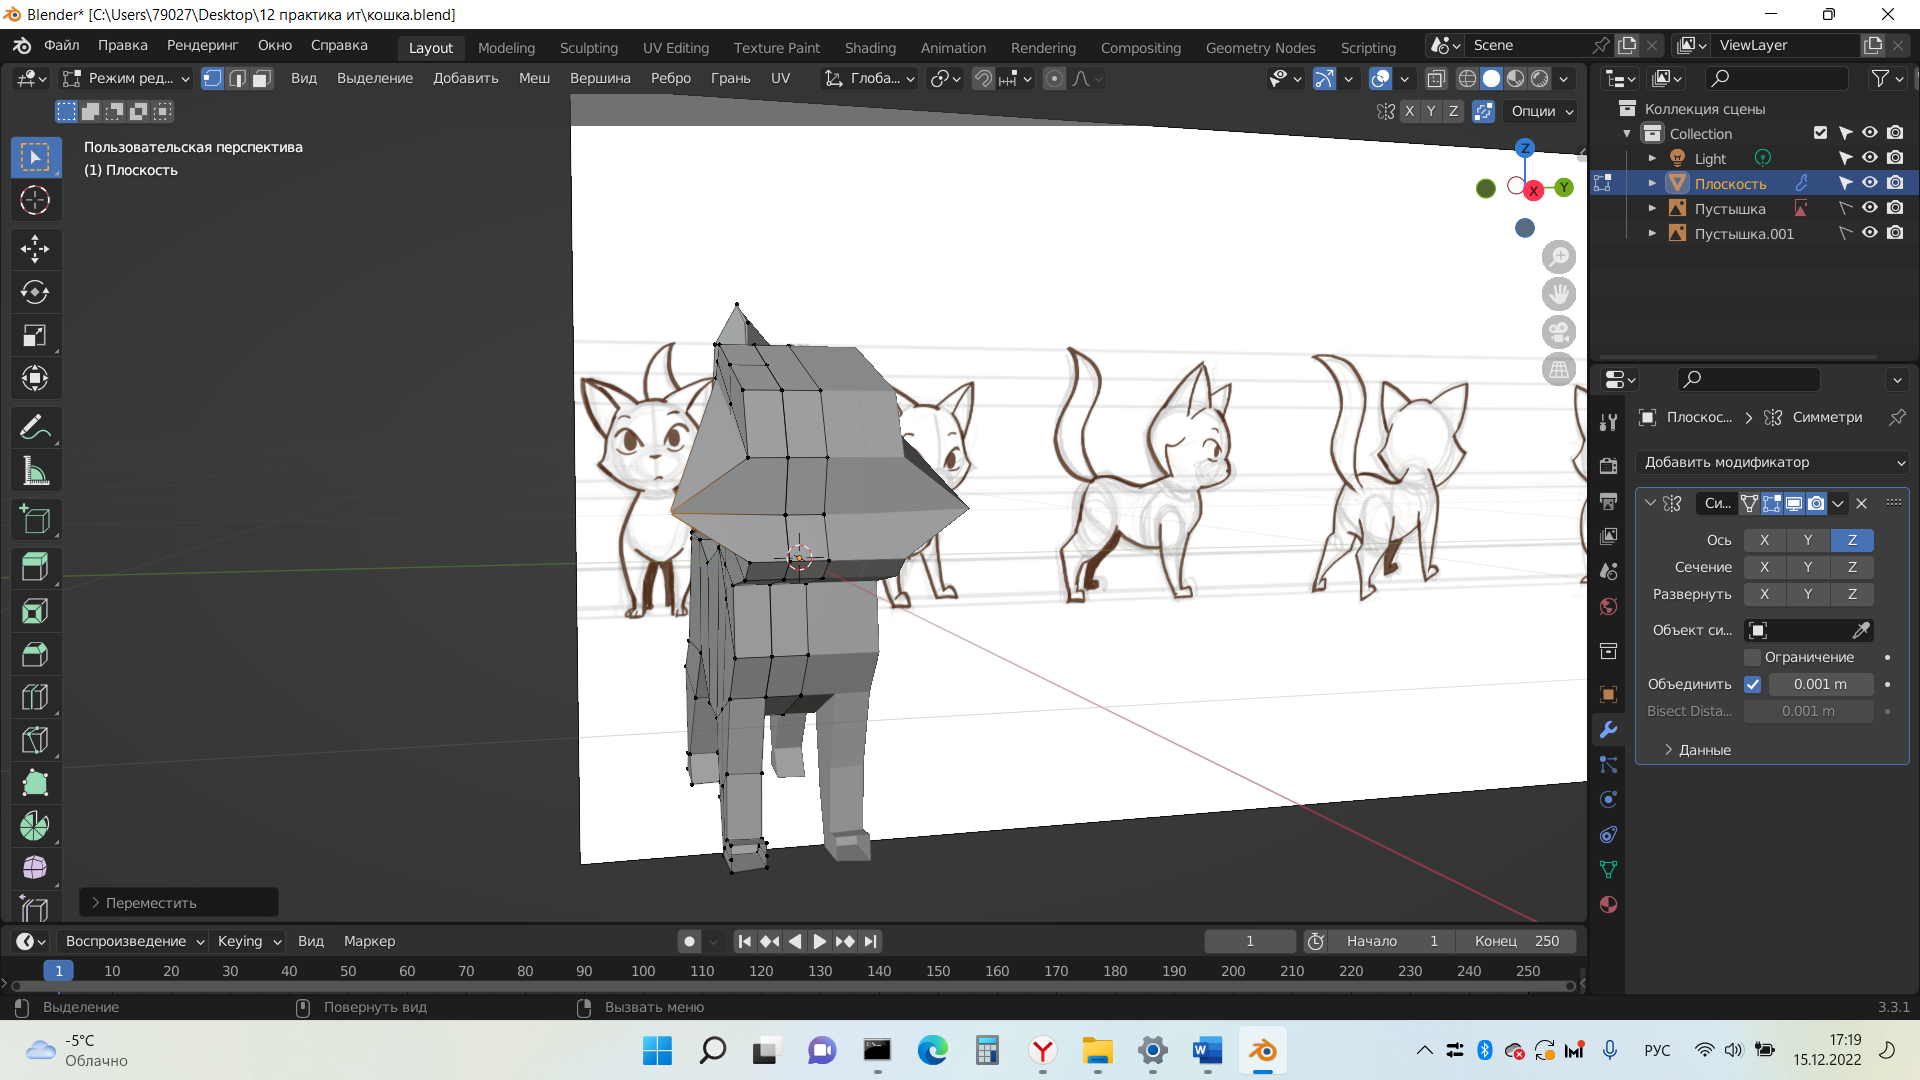 Blender* [C:\Users\79027\Desktop\12 практика ит\кошка.blend]
Файл Правка Рендеринг Окно Справка Layout Modeling Sculpting UV Editing Texture Paint Shading Animation Rendering Compositing Geometry Nodes Scripting Scene ViewLayer
Режим ред... Вид Выделение Добавить Меш Вершина Ребро Грань UV Глоба...
X Y Z Опции
Пользовательская перспектива
(1) Плоскость
Z
X Y
Переместить
Коллекция сцены
Collection
Light
Плоскость
Пустышка
Пустышка.001
Плоскос... Симметри
Добавить модификатор
Си...
Ось X Y Z
Сечение X Y Z
Развернуть X Y Z
Объект си...
Ограничение
Объединить 0.001 m
Bisect Dista... 0.001 m
Данные
Воспроизведение Keying Вид Маркер 1 Начало 1 Конец 250
1 10 20 30 40 50 60 70 80 90 100 110 120 130 140 150 160 170 180 190 200 210 220 230 240 250
Выделение Повернуть вид Вызвать меню 3.3.1
-5°C
Облачно
РУС
17:19
15.12.2022